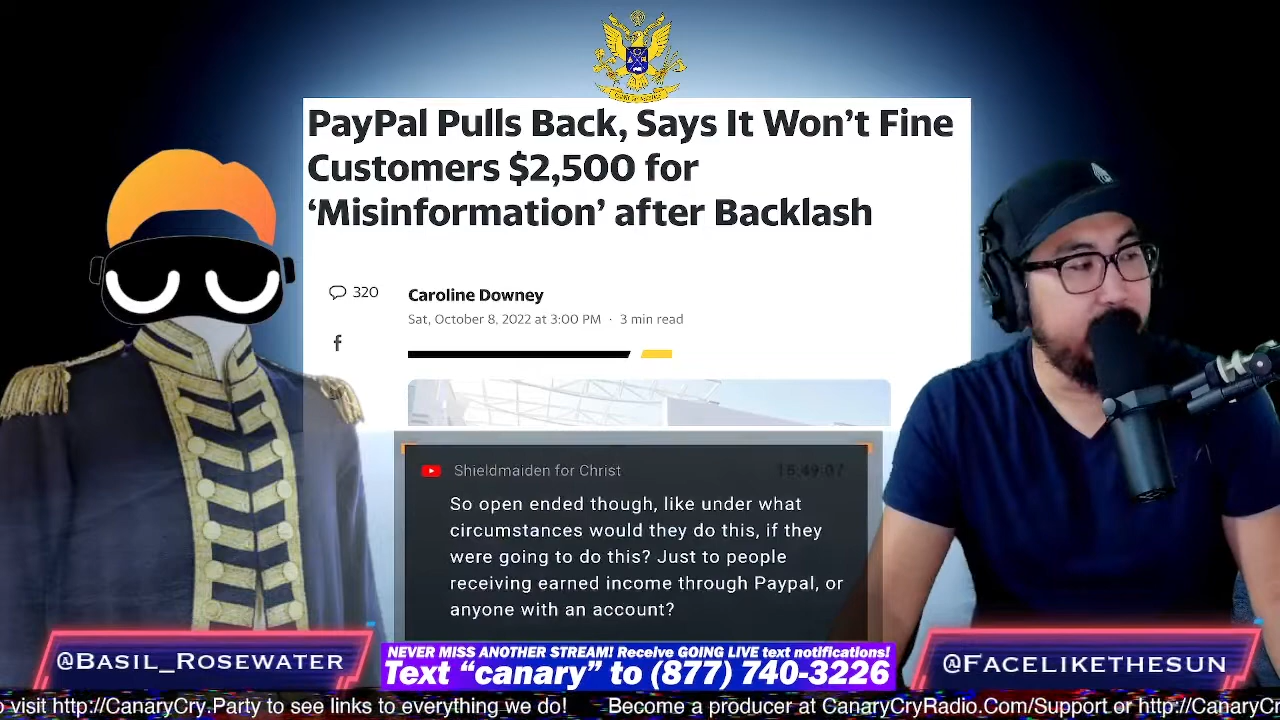 PayPal Pulls Back, Says It Won’t Fine
Customers $2,500 for
‘Misinformation’ after Backlash
320
Caroline Downey
Sat, October 8, 2022 at 3:00 PM · 3 min read
Shieldmaiden for Christ
So open ended though, like under what
circumstances would they do this, if they
were going to do this? Just to people
receiving earned income through Paypal, or
anyone with an account?
@BASIL_ROSEWATER
NEVER MISS ANOTHER STREAM! Receive GOING LIVE text notifications!
Text “canary” to (877) 740-3226
@FACELIKETHESUN
o visit http://CanaryCry.Party to see links to everything we do! Become a producer at CanaryCryRadio.Com/Support or http://CanaryCr